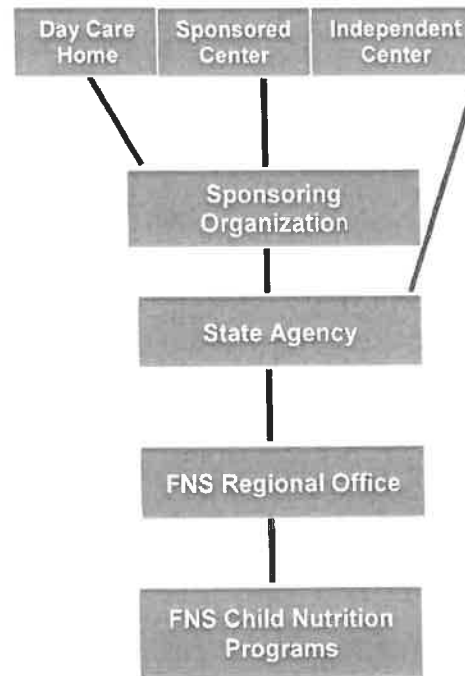 Day Care
Home
Sponsored
Center
Independent
Center
Sponsoring
Organization
State Agency
FNS Regional Office
FNS Child Nutrition
Programs